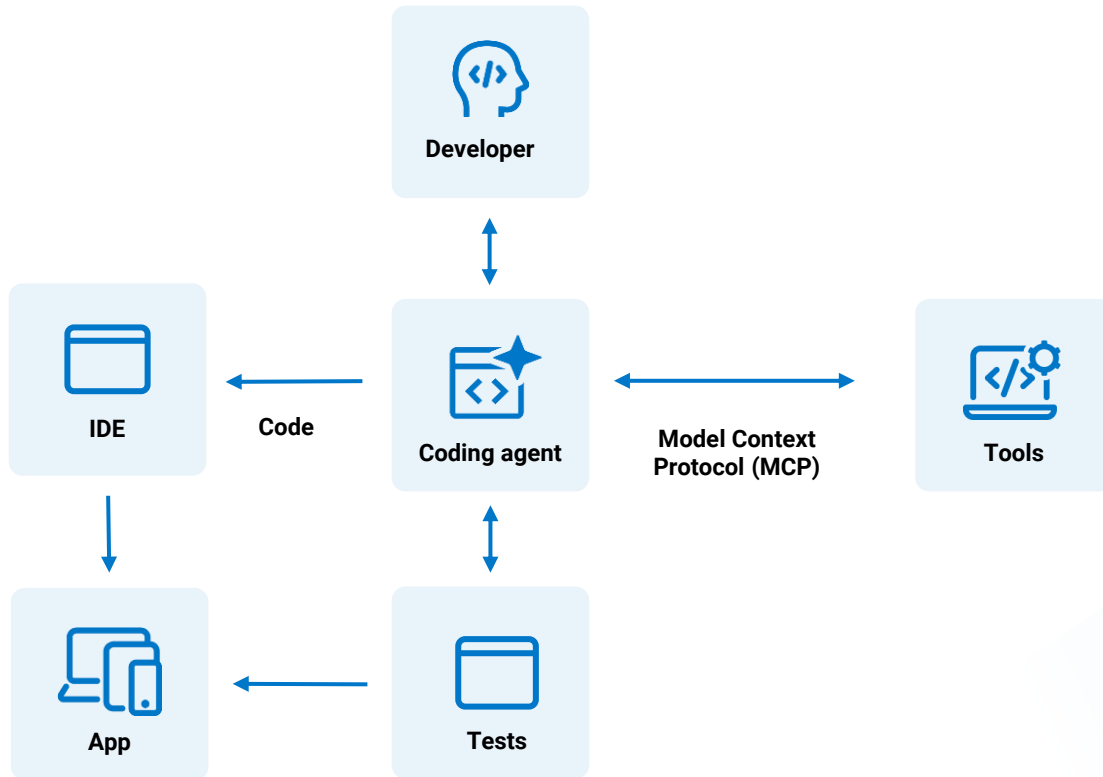 </>
Developer
IDE
Code
<>
Coding agent
Model Context
Protocol (MCP)
</>
Tools
App
Tests